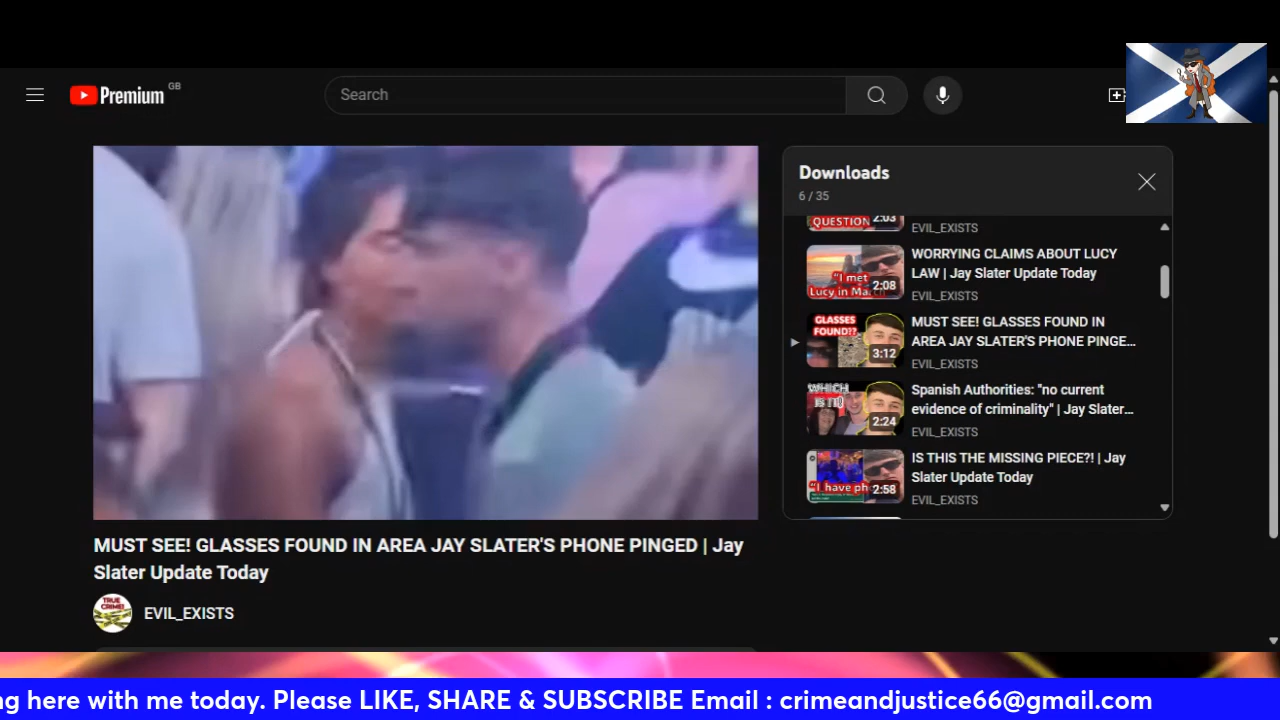 Premium GB
Search
Downloads
6 / 35
QUESTION
2:03
EVIL_EXISTS
"I met
Lucy in March
2:08
WORRYING CLAIMS ABOUT LUCY
LAW | Jay Slater Update Today
EVIL_EXISTS
GLASSES
FOUND??
3:12
MUST SEE! GLASSES FOUND IN
AREA JAY SLATER'S PHONE PINGE...
EVIL_EXISTS
WHICH
IS IT?
2:24
Spanish Authorities: "no current
evidence of criminality" | Jay Slater...
EVIL_EXISTS
"I have ph
2:58
IS THIS THE MISSING PIECE?! | Jay
Slater Update Today
EVIL_EXISTS
MUST SEE! GLASSES FOUND IN AREA JAY SLATER'S PHONE PINGED | Jay
Slater Update Today
TRUE
CRIME!
EVIL_EXISTS
ng here with me today. Please LIKE, SHARE & SUBSCRIBE Email : crimeandjustice66@gmail.com